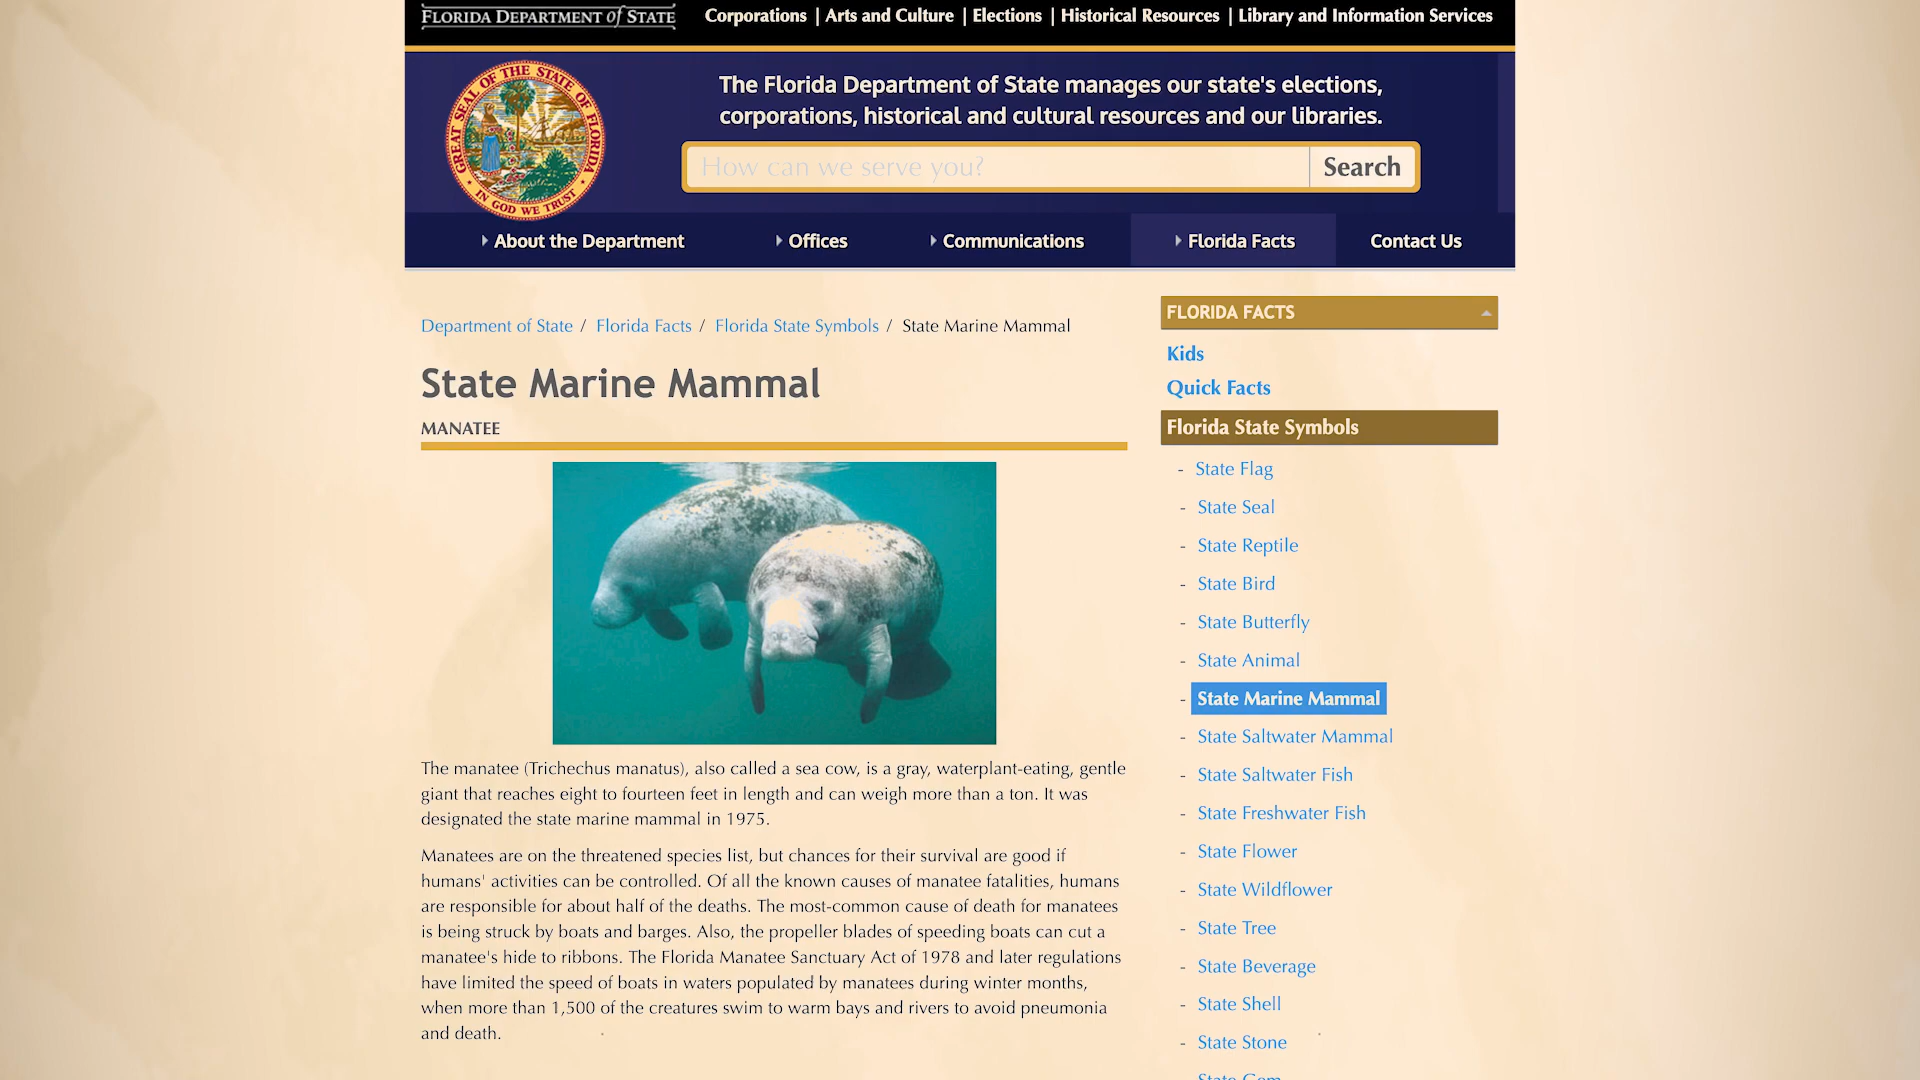 FLORIDA DEPARTMENT of STATE
Corporations | Arts and Culture | Elections | Historical Resources | Library and Information Services
GREAT SEAL OF THE STATE OF FLORIDA
IN GOD WE TRUST
The Florida Department of State manages our state's elections,
corporations, historical and cultural resources and our libraries.
How can we serve you?
Search
About the Department
Offices
Communications
Florida Facts
Contact Us
Department of State / Florida Facts / Florida State Symbols / State Marine Mammal
State Marine Mammal
MANATEE
The manatee (Trichechus manatus), also called a sea cow, is a gray, waterplant-eating, gentle
giant that reaches eight to fourteen feet in length and can weigh more than a ton. It was
designated the state marine mammal in 1975.
Manatees are on the threatened species list, but chances for their survival are good if
humans' activities can be controlled. Of all the known causes of manatee fatalities, humans
are responsible for about half of the deaths. The most-common cause of death for manatees
is being struck by boats and barges. Also, the propeller blades of speeding boats can cut a
manatee's hide to ribbons. The Florida Manatee Sanctuary Act of 1978 and later regulations
have limited the speed of boats in waters populated by manatees during winter months,
when more than 1,500 of the creatures swim to warm bays and rivers to avoid pneumonia
and death.
FLORIDA FACTS
Kids
Quick Facts
Florida State Symbols
- State Flag
- State Seal
- State Reptile
- State Bird
- State Butterfly
- State Animal
- State Marine Mammal
- State Saltwater Mammal
- State Saltwater Fish
- State Freshwater Fish
- State Flower
- State Wildflower
- State Tree
- State Beverage
- State Shell
- State Stone
State Gem